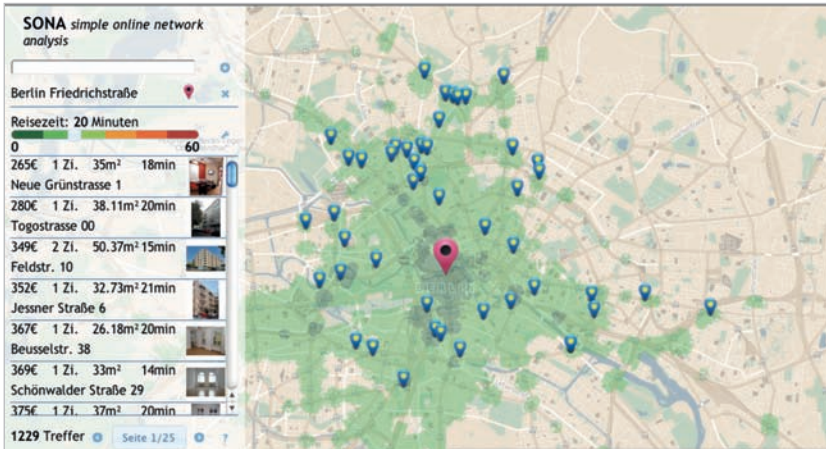 SONA simple online network
analysis
Berlin Friedrichstraße
Reisezeit: 20 Minuten
0 60
265€ 1 Zi. 35m² 18min
Neue Grünstrasse 1
280€ 1 Zi. 38.11m² 20min
Togostrasse 00
349€ 2 Zi. 50.37m² 15min
Feldstr. 10
352€ 1 Zi. 32.73m² 21min
Jessner Straße 6
367€ 1 Zi. 26.18m² 20min
Beusselstr. 38
369€ 1 Zi. 33m² 14min
Schönwalder Straße 29
375€ 1 Zi. 37m² 20min
1229 Treffer Seite 1/25 ?